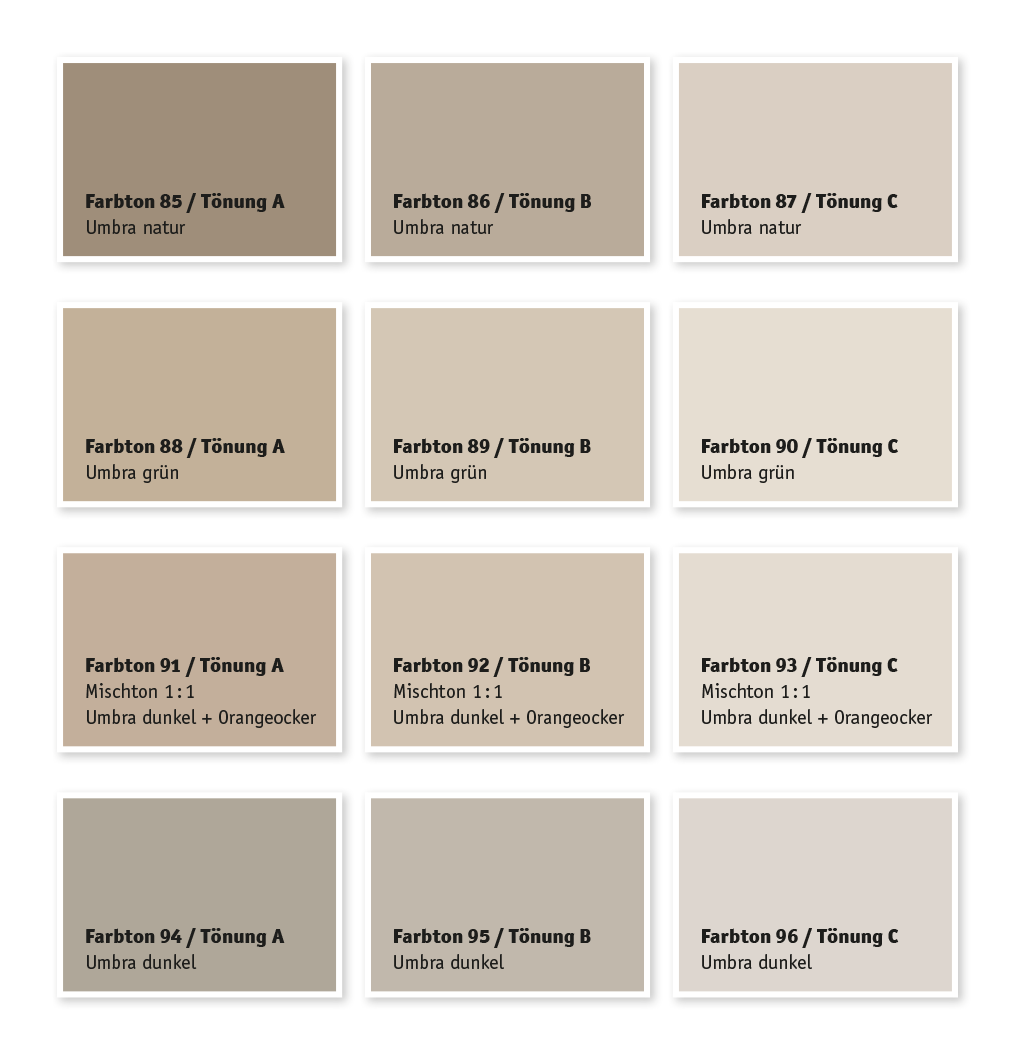 Farbton 85 / Tönung A
Umbra natur
Farbton 86 / Tönung B
Umbra natur
Farbton 87 / Tönung C
Umbra natur
Farbton 88 / Tönung A
Umbra grün
Farbton 89 / Tönung B
Umbra grün
Farbton 90 / Tönung C
Umbra grün
Farbton 91 / Tönung A
Mischton 1 : 1
Umbra dunkel + Orangeocker
Farbton 92 / Tönung B
Mischton 1 : 1
Umbra dunkel + Orangeocker
Farbton 93 / Tönung C
Mischton 1 : 1
Umbra dunkel + Orangeocker
Farbton 94 / Tönung A
Umbra dunkel
Farbton 95 / Tönung B
Umbra dunkel
Farbton 96 / Tönung C
Umbra dunkel